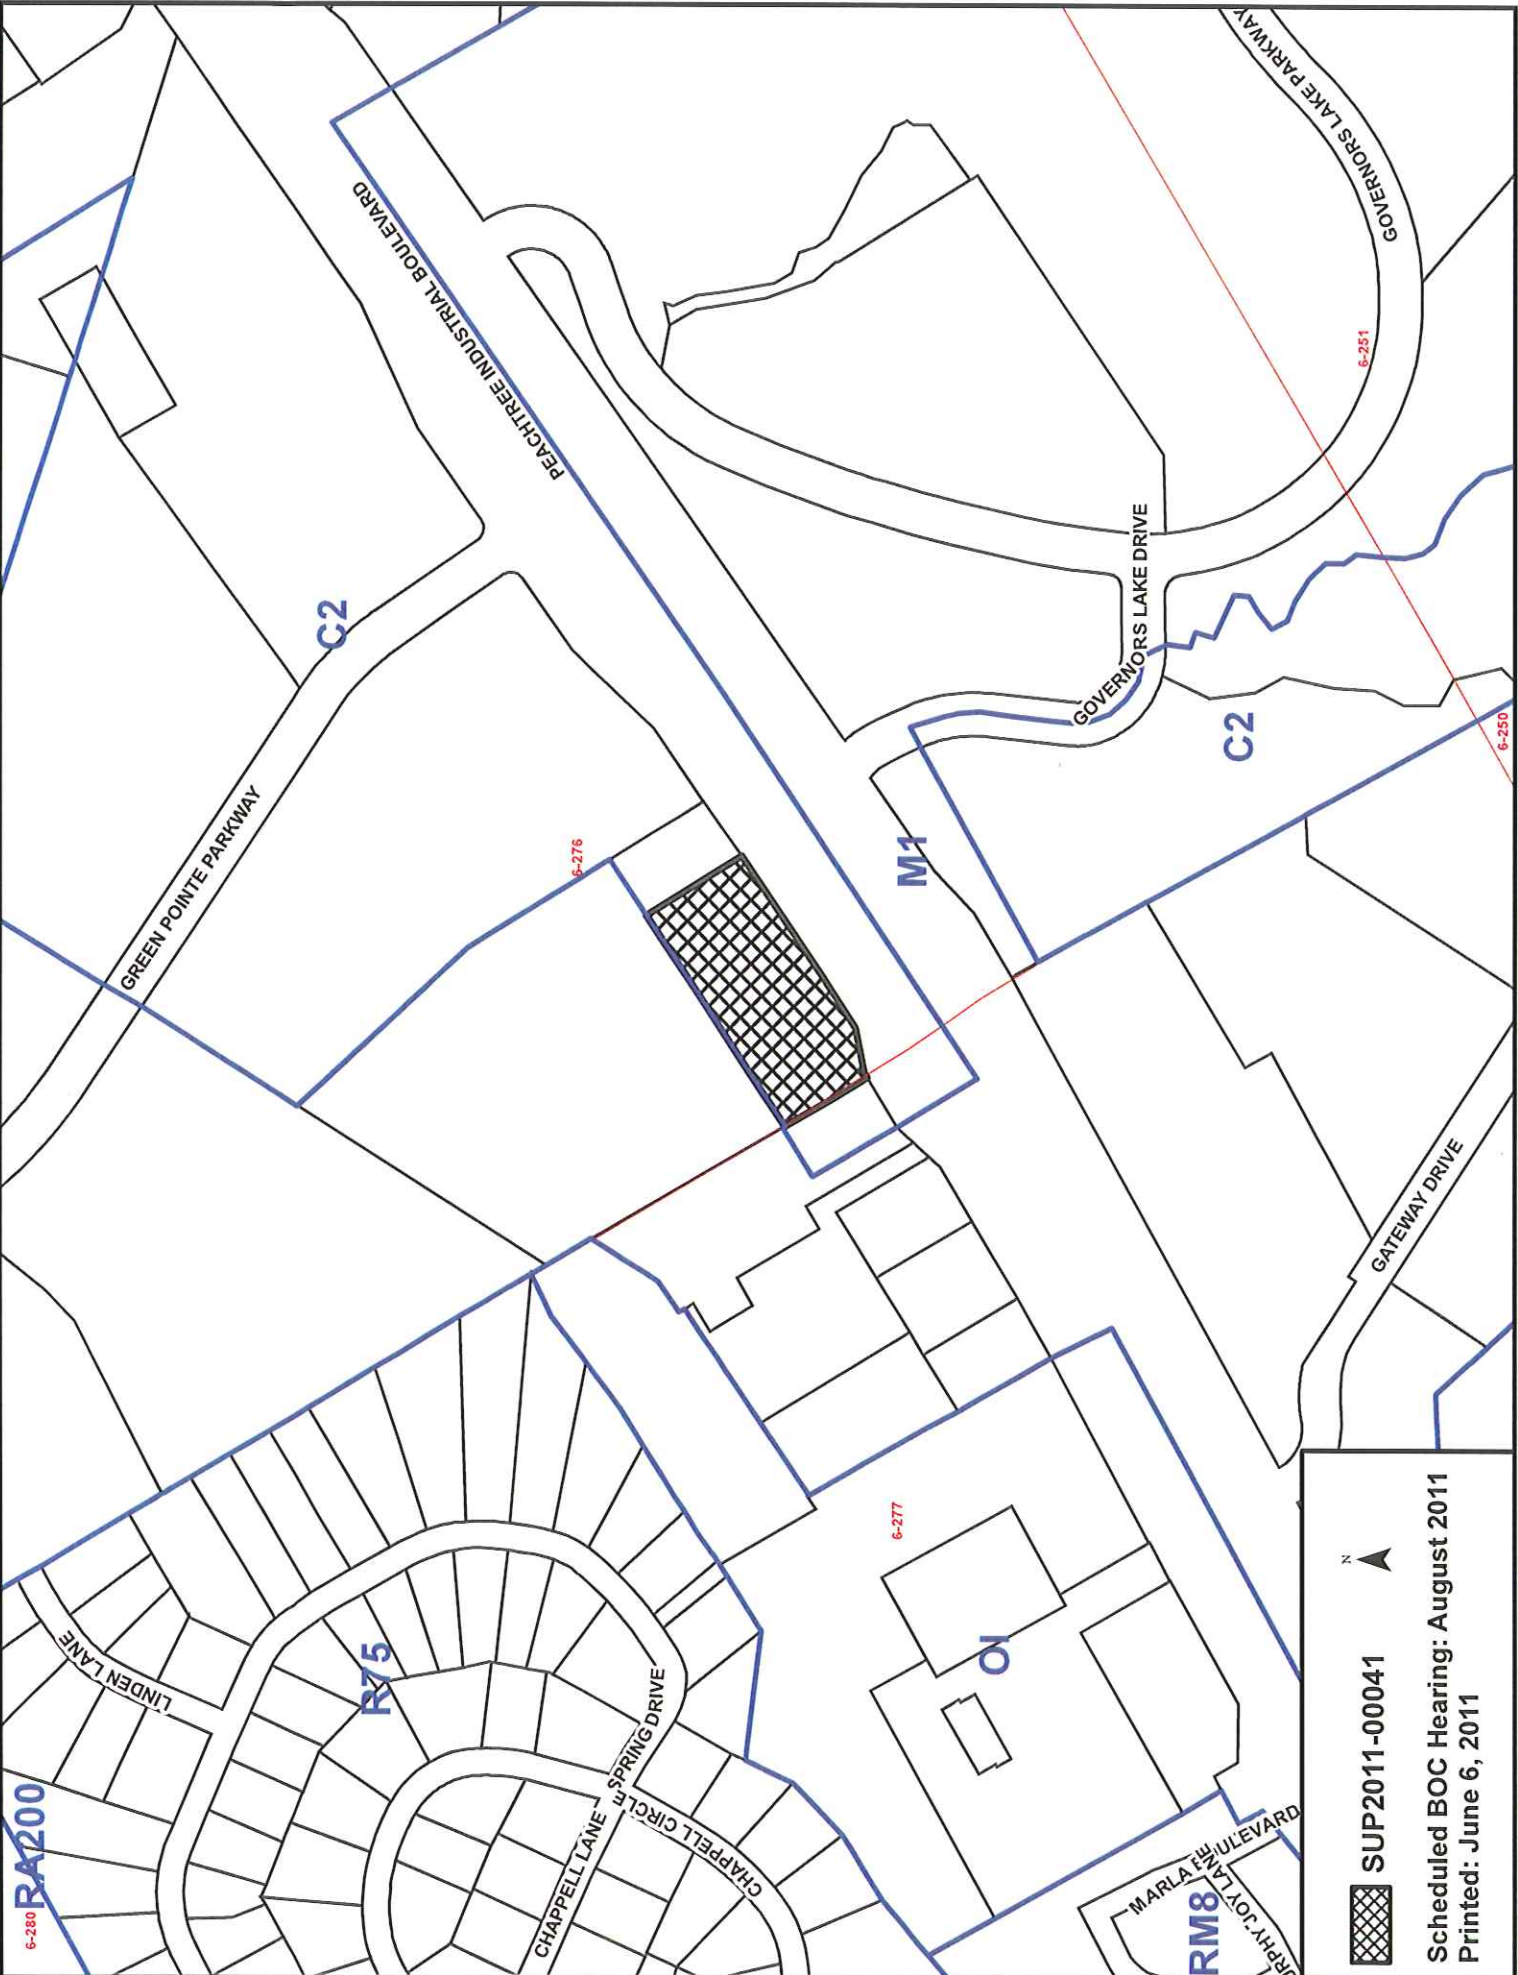 RA200
6-280
LINDEN LANE
R75
SPRING DRIVE
CHAPPELL LANE
CHAPPELL CIRCLE
GREEN POINTE PARKWAY
C2
PEACHTREE INDUSTRIAL BOULEVARD
6-276
M1
GOVERNORS LAKE DRIVE
GOVERNORS LAKE PARKWAY
6-251
C2
6-250
GATEWAY DRIVE
6-277
OI
RM8
SUP2011-00041
N
Scheduled BOC Hearing: August 2011
Printed: June 6, 2011